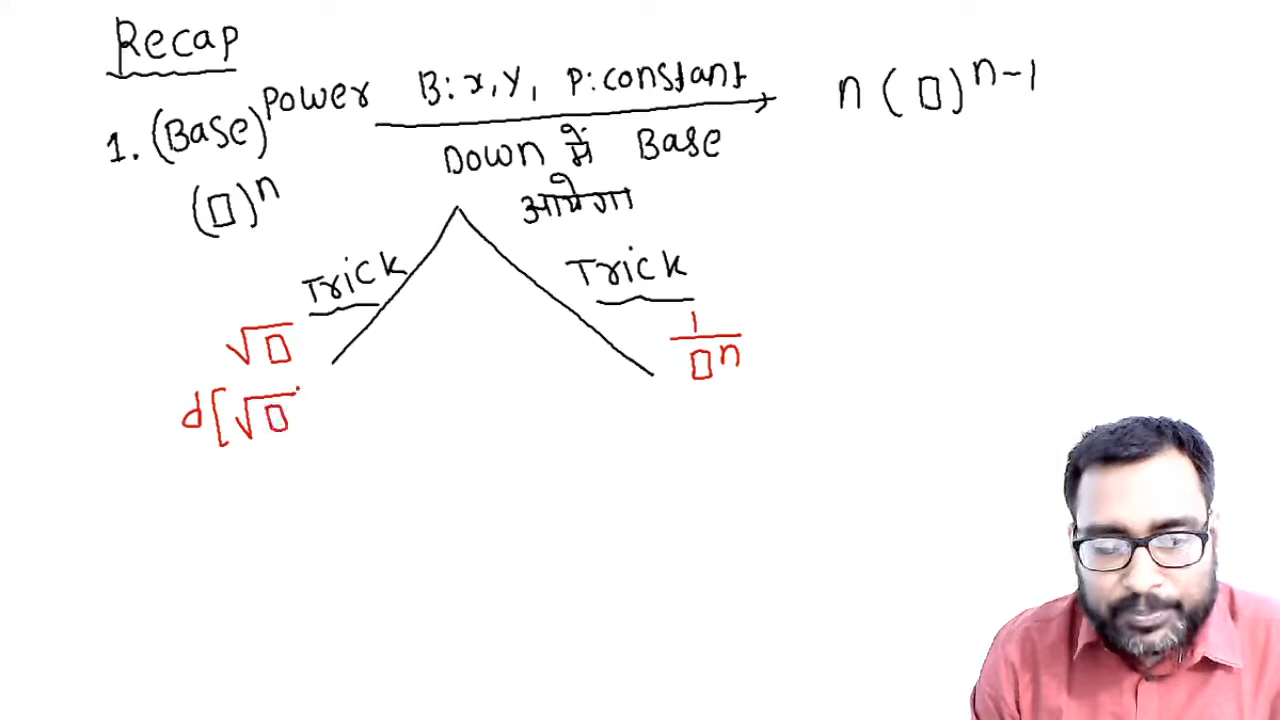 Recap
1. (Base)^Power B: x, y, P: constant n (□)^n-1
(□)^n Down में Base
आयेगा
Trick Trick
√□ 1/□^n
d[√□